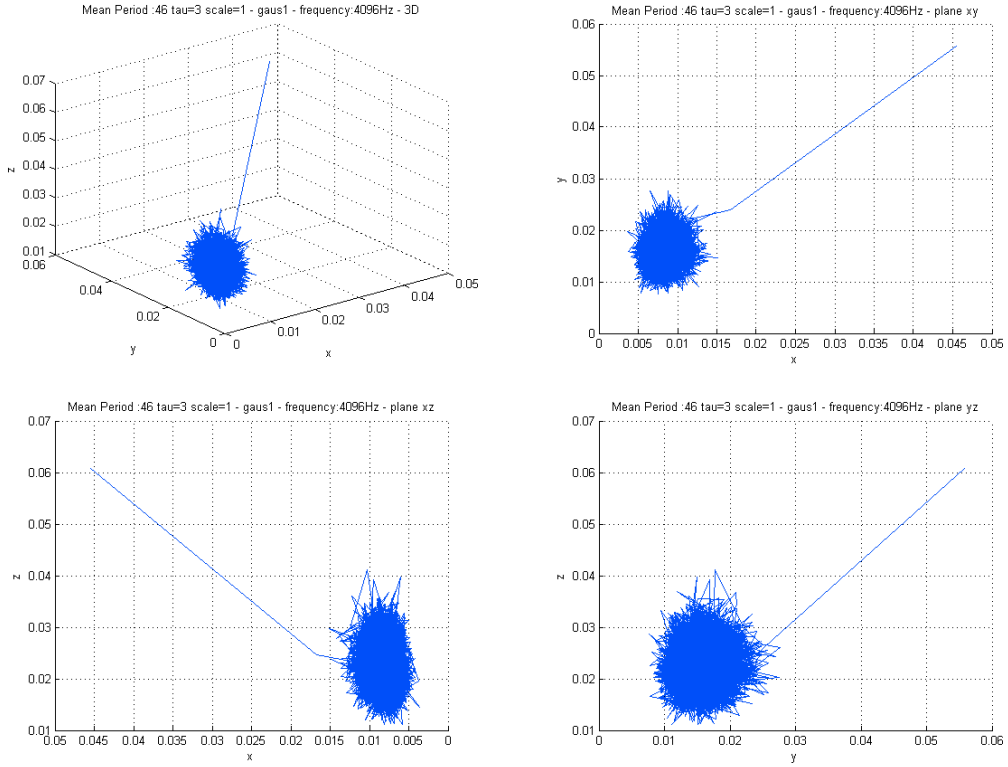 Mean Period :46 tau=3 scale=1 - gaus1 - frequency:4096Hz - 3D
0.07
0.06
0.05
0.04
0.03
0.02
0.01
z
0.06
0.04
0.02
0
y
0
0.01
0.02
0.03
0.04
0.05
x
Mean Period :46 tau=3 scale=1 - gaus1 - frequency:4096Hz - plane xy
0.06
0.05
0.04
0.03
0.02
0.01
0
y
0 0.005 0.01 0.015 0.02 0.025 0.03 0.035 0.04 0.045 0.05
x
Mean Period :46 tau=3 scale=1 - gaus1 - frequency:4096Hz - plane xz
0.07
0.06
0.05
0.04
0.03
0.02
0.01
z
0.05 0.045 0.04 0.035 0.03 0.025 0.02 0.015 0.01 0.005 0
x
Mean Period :46 tau=3 scale=1 - gaus1 - frequency:4096Hz - plane yz
0.07
0.06
0.05
0.04
0.03
0.02
0.01
z
0 0.01 0.02 0.03 0.04 0.05 0.06
y